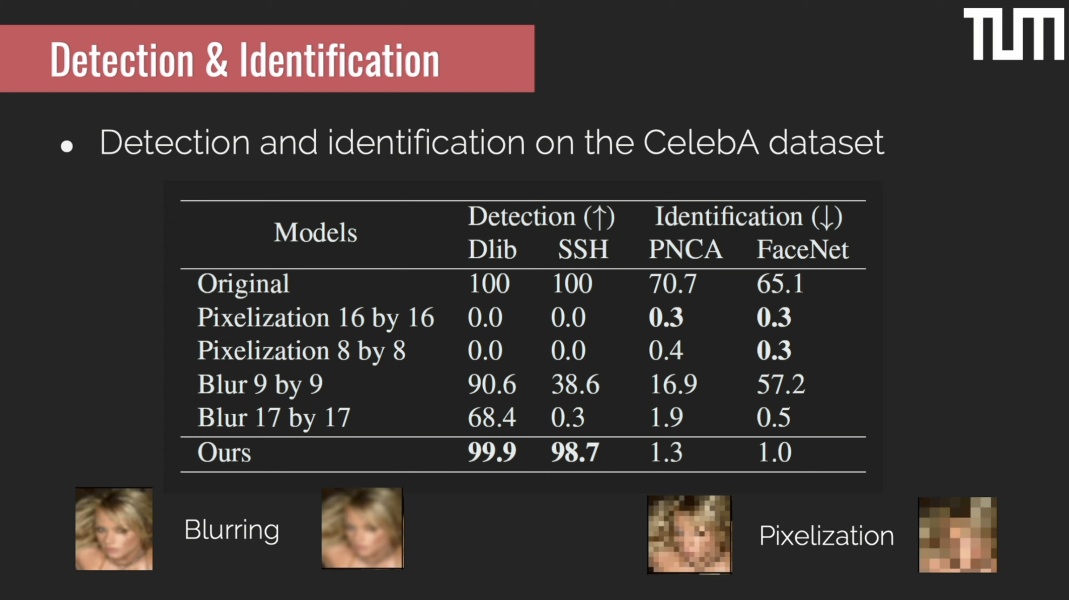 TUM
Detection & Identification
● Detection and identification on the CelebA dataset
Models Detection (↑) Identification (↓)
Dlib SSH PNCA FaceNet
Original 100 100 70.7 65.1
Pixelization 16 by 16 0.0 0.0 0.3 0.3
Pixelization 8 by 8 0.0 0.0 0.4 0.3
Blur 9 by 9 90.6 38.6 16.9 57.2
Blur 17 by 17 68.4 0.3 1.9 0.5
Ours 99.9 98.7 1.3 1.0
Blurring
Pixelization